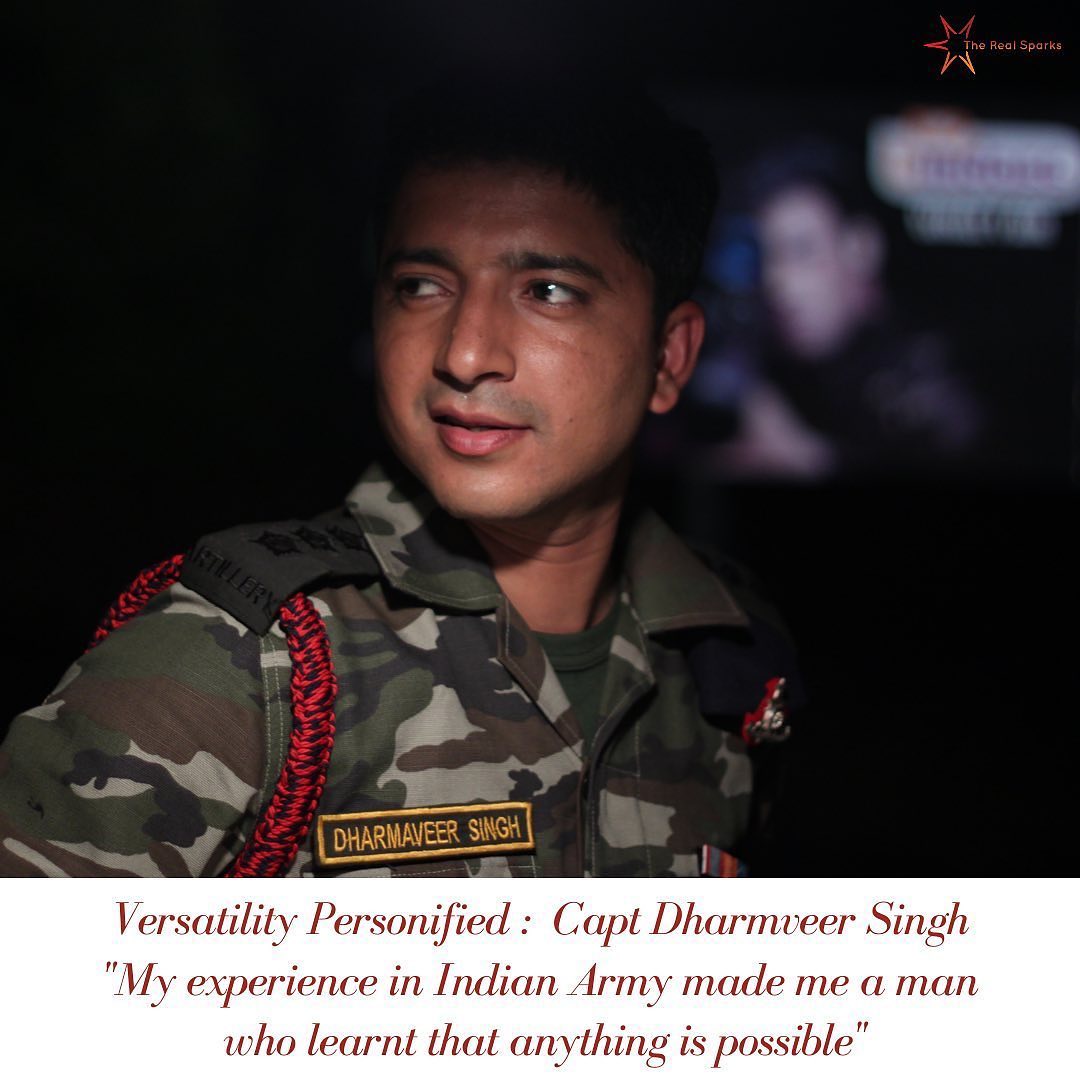 The Real Sparks
ARTILLERY
DHARMAVEER SINGH
Versatility Personified : Capt Dharmveer Singh
"My experience in Indian Army made me a man
who learnt that anything is possible"